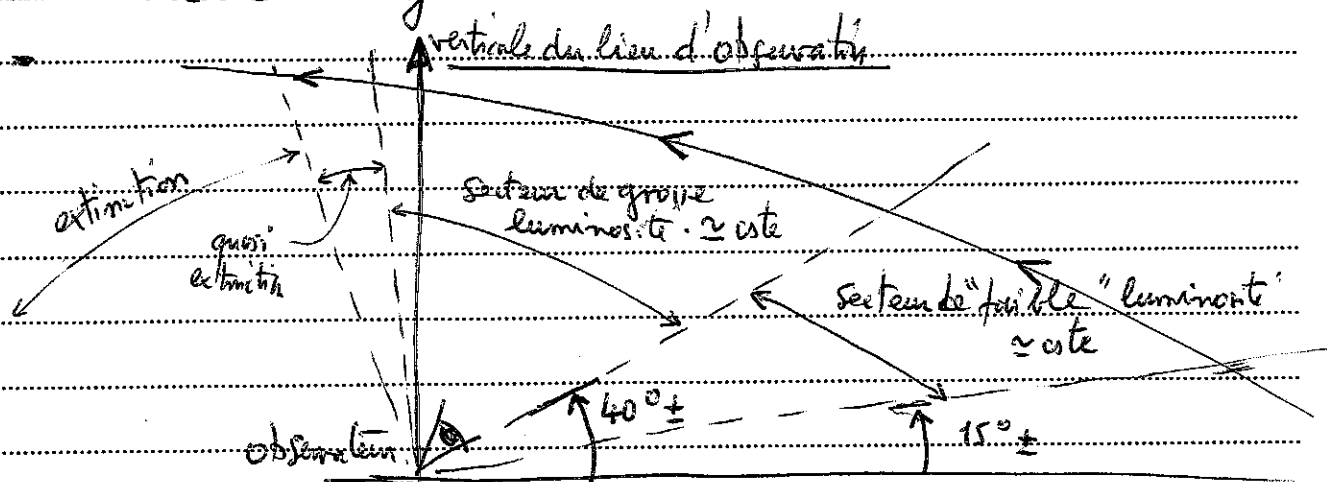 verticale du lieu d'observation
extinction
quasi
extinction
secteur de grosse
luminosité. ≃ cste
secteur de "faible" luminosité
≃ cste
observateur
40° ±
15° ±